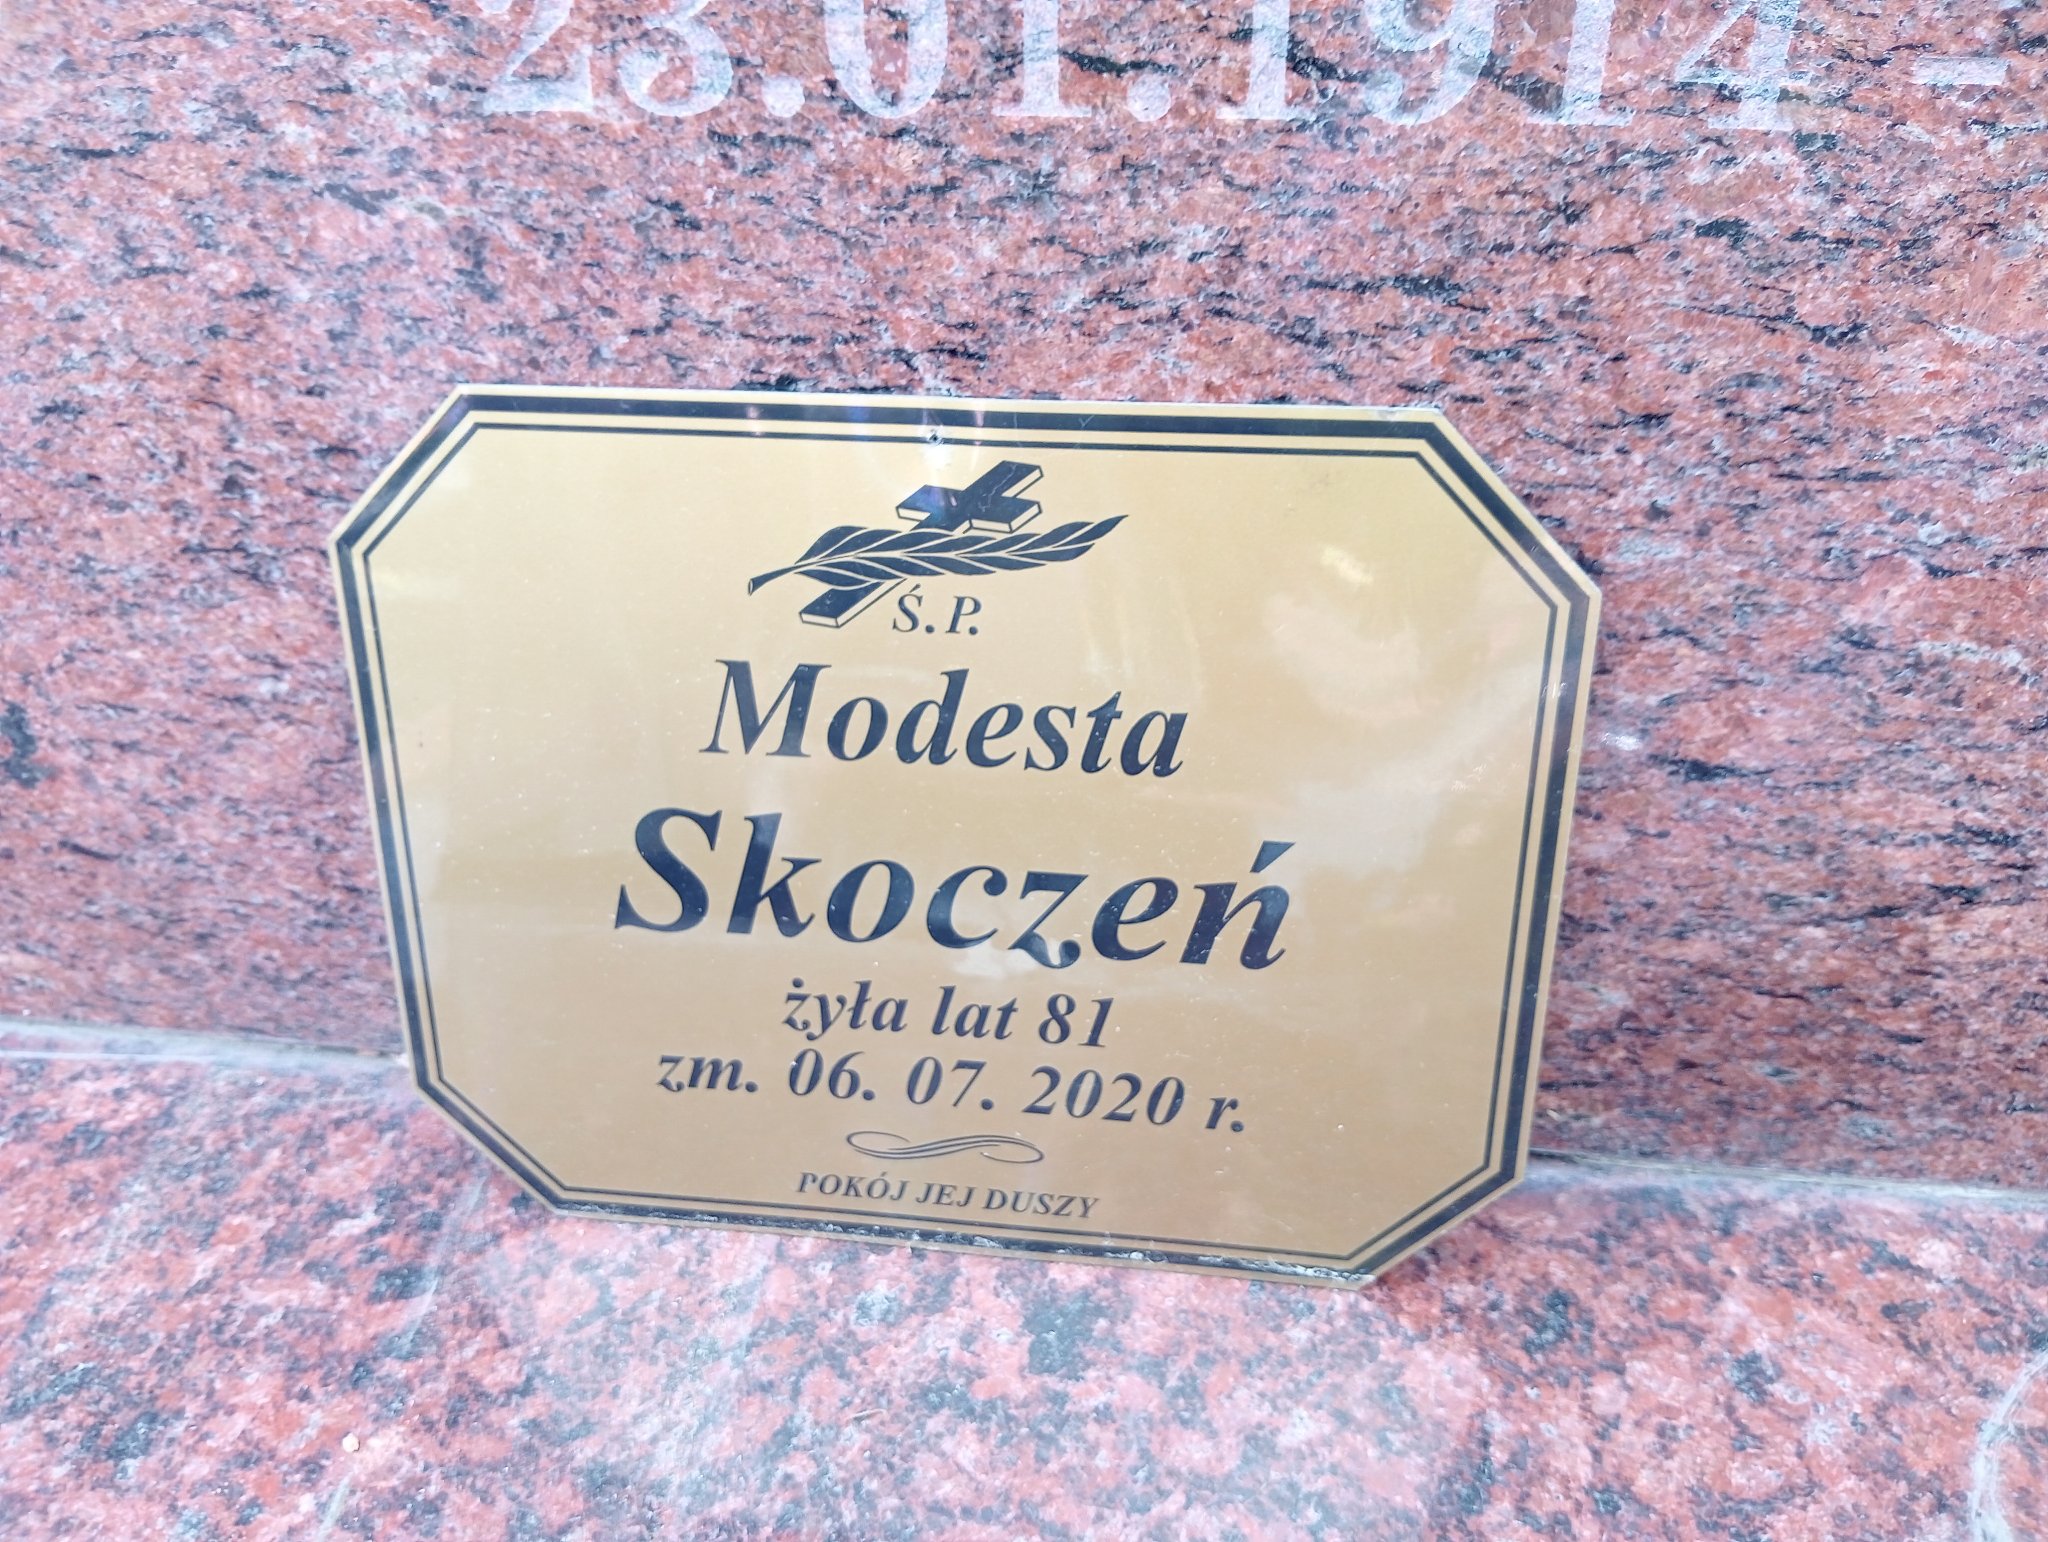 23.01.1914 -
Ś.P.
Modesta
Skoczeń
żyła lat 81
zm. 06. 07. 2020 r.
POKÓJ JEJ DUSZY